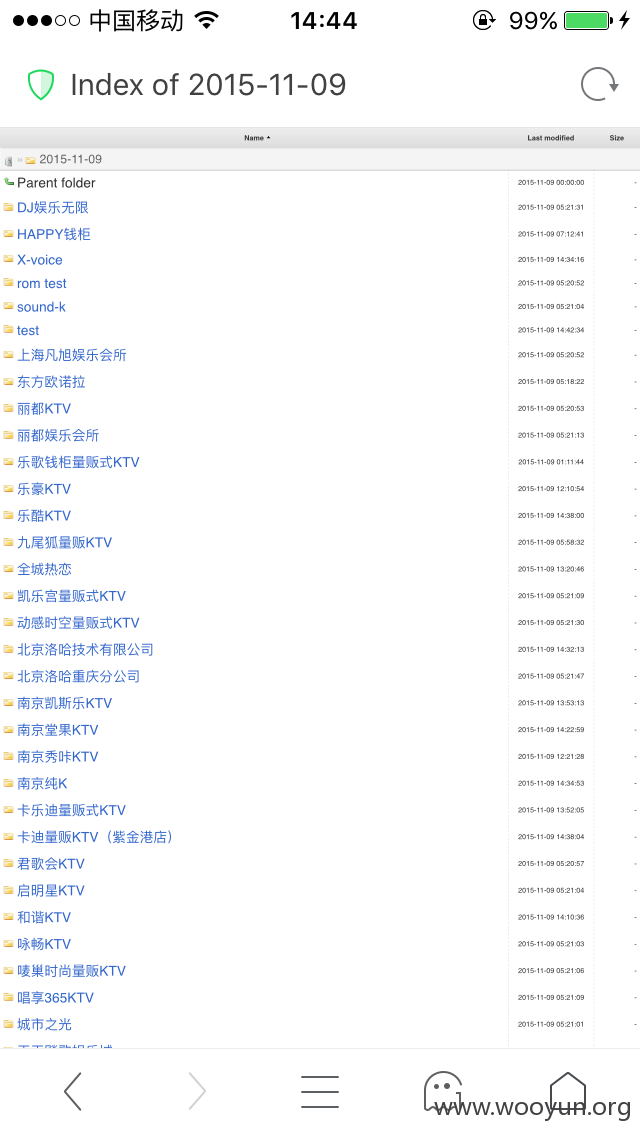 中国移动 14:44 99%
Index of 2015-11-09
Name Last modified Size
2015-11-09
Parent folder 2015-11-09 00:00:00 -
DJ娱乐无限 2015-11-09 05:21:31 -
HAPPY钱柜 2015-11-09 07:12:41 -
X-voice 2015-11-09 14:34:16 -
rom test 2015-11-09 05:20:52 -
sound-k 2015-11-09 05:21:04 -
test 2015-11-09 14:42:34 -
上海凡旭娱乐会所 2015-11-09 05:20:52 -
东方欧诺拉 2015-11-09 05:18:22 -
丽都KTV 2015-11-09 05:20:53 -
丽都娱乐会所 2015-11-09 05:21:13 -
乐歌钱柜量贩式KTV 2015-11-09 01:11:44 -
乐豪KTV 2015-11-09 12:10:54 -
乐酷KTV 2015-11-09 14:38:00 -
九尾狐量贩KTV 2015-11-09 05:58:32 -
全城热恋 2015-11-09 13:20:46 -
凯乐宫量贩式KTV 2015-11-09 05:21:09 -
动感时空量贩式KTV 2015-11-09 05:21:30 -
北京洛哈技术有限公司 2015-11-09 14:32:13 -
北京洛哈重庆分公司 2015-11-09 05:21:47 -
南京凯斯乐KTV 2015-11-09 13:53:13 -
南京堂果KTV 2015-11-09 14:22:59 -
南京秀咔KTV 2015-11-09 12:21:28 -
南京纯K 2015-11-09 14:34:53 -
卡乐迪量贩式KTV 2015-11-09 13:52:05 -
卡迪量贩KTV（紫金港店） 2015-11-09 14:38:04 -
君歌会KTV 2015-11-09 05:20:57 -
启明星KTV 2015-11-09 05:21:04 -
和谐KTV 2015-11-09 14:10:36 -
咏畅KTV 2015-11-09 05:21:03 -
唛巢时尚量贩KTV 2015-11-09 05:21:06 -
唱享365KTV 2015-11-09 05:21:09 -
城市之光 2015-11-09 05:21:01 -
www.wooyun.org